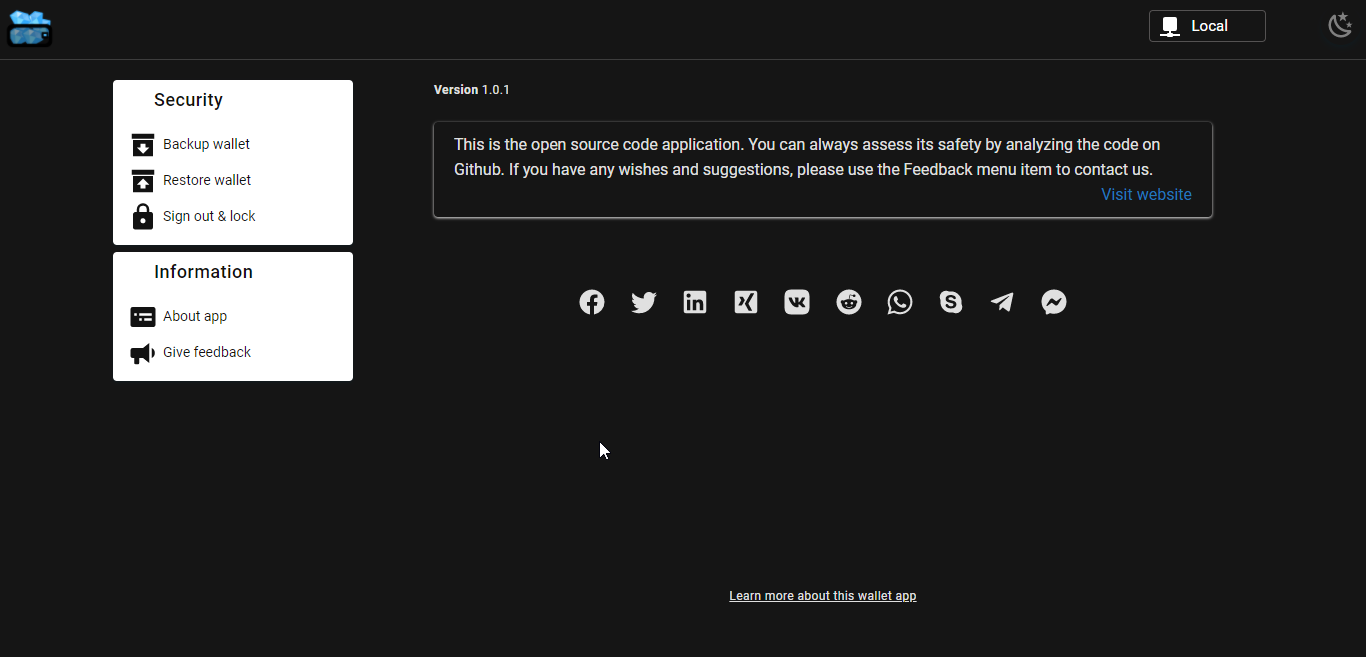 Local
Security
Backup wallet
Restore wallet
Sign out & lock
Information
About app
Give feedback
Version 1.0.1
This is the open source code application. You can always assess its safety by analyzing the code on
Github. If you have any wishes and suggestions, please use the Feedback menu item to contact us.
Visit website
Learn more about this wallet app